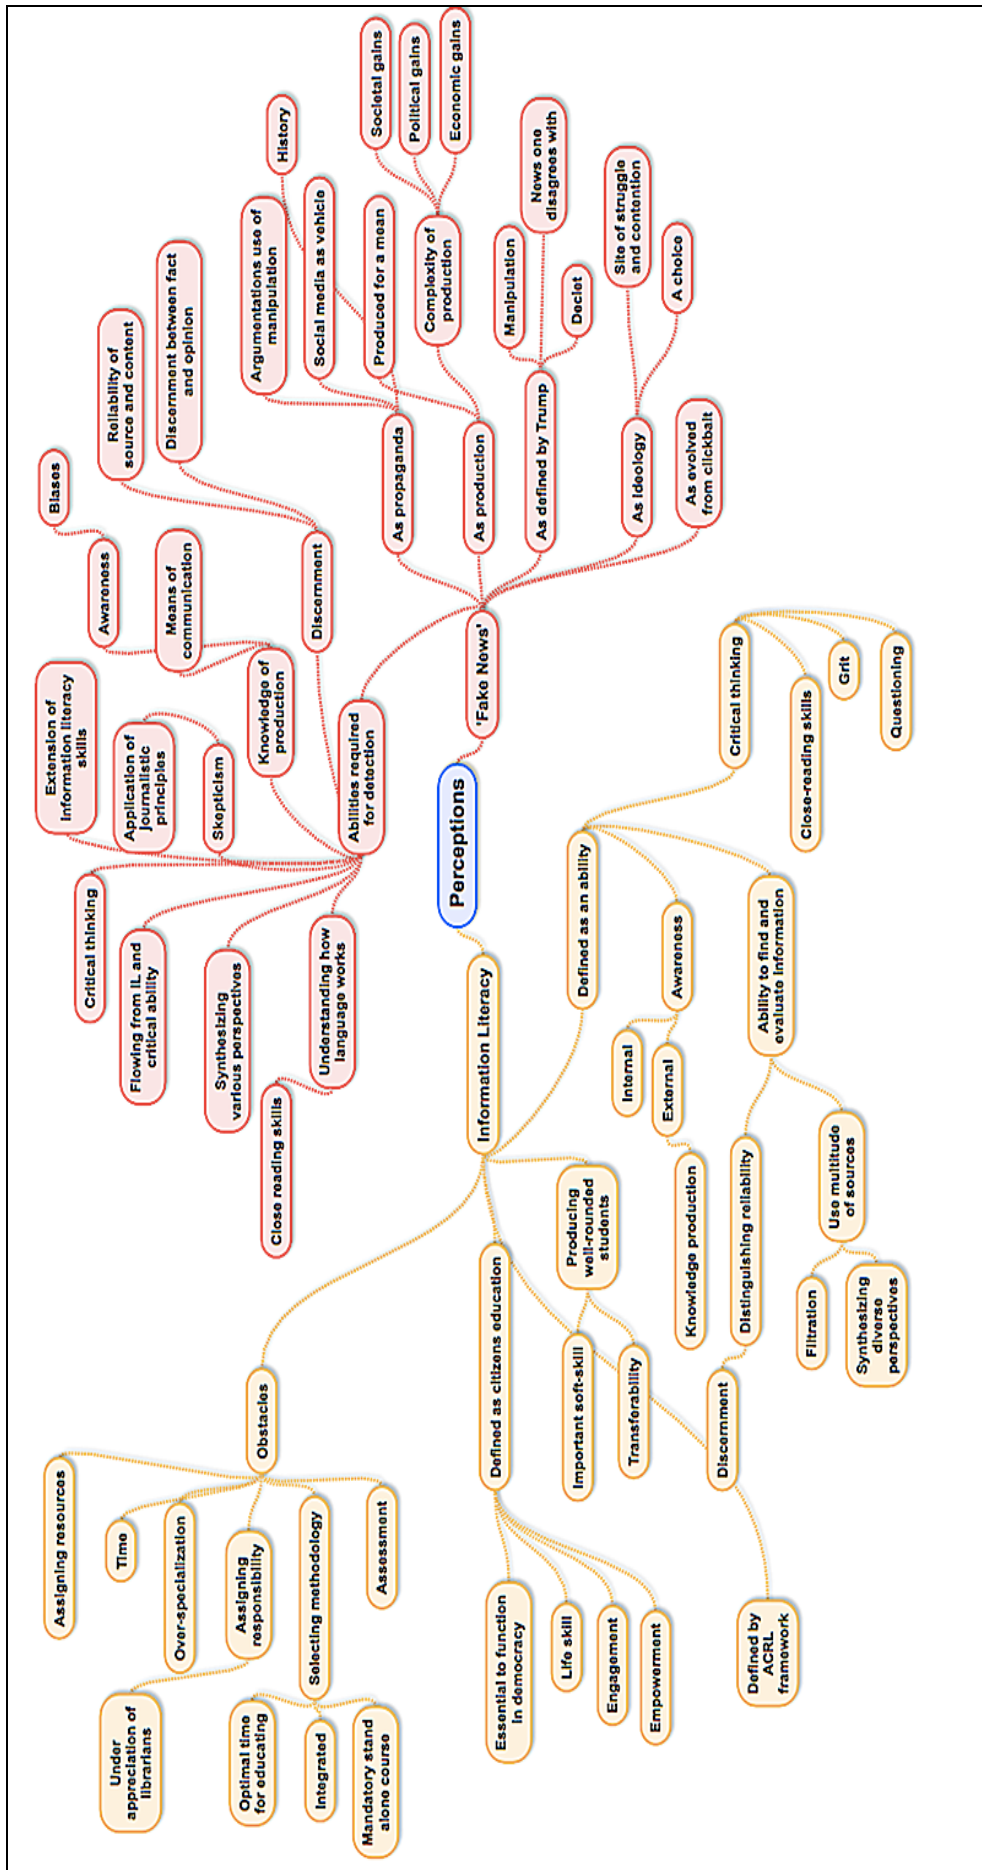 Perceptions
Information Literacy
Obstacles
Assigning resources
Time
Over-specialization
Assigning
responsibility
Under
appreciation of
librarians
Selecting methodology
Optimal time
for educating
Integrated
Mandatory stand
alone course
Assessment
Defined as citizens education
Essential to function
in democracy
Life skill
Engagement
Empowerment
Producing
well-rounded
students
Important soft-skill
Transferability
Defined by
ACRL
framework
Defined as an ability
Critical thinking
Close-reading skills
Grit
Questioning
Awareness
Internal
External
Knowledge production
Ability to find and
evaluate information
Distinguishing reliability
Discernment
Use multitude
of sources
Filtration
Synthesizing
diverse
perspectives
'Fake News'
Abilities required
for detection
Critical thinking
Flowing from IL and
critical ability
Synthesizing
various perspectives
Understanding how
language works
Close reading skills
Extension of
information literacy
skills
Application of
journalistic
principles
Skepticism
Knowledge of
production
Awareness
Biases
Means of
communication
Discernment
Reliability of
source and content
Discernment between fact
and opinion
As propaganda
Argumentations use of
manipulation
History
Social media as vehicle
As production
Produced for a mean
Complexity of
production
Societal gains
Political gains
Economic gains
As defined by Trump
Manipulation
News one
disagrees with
Deciet
As ideology
Site of struggle
and contention
A choice
As evolved
from clickbait